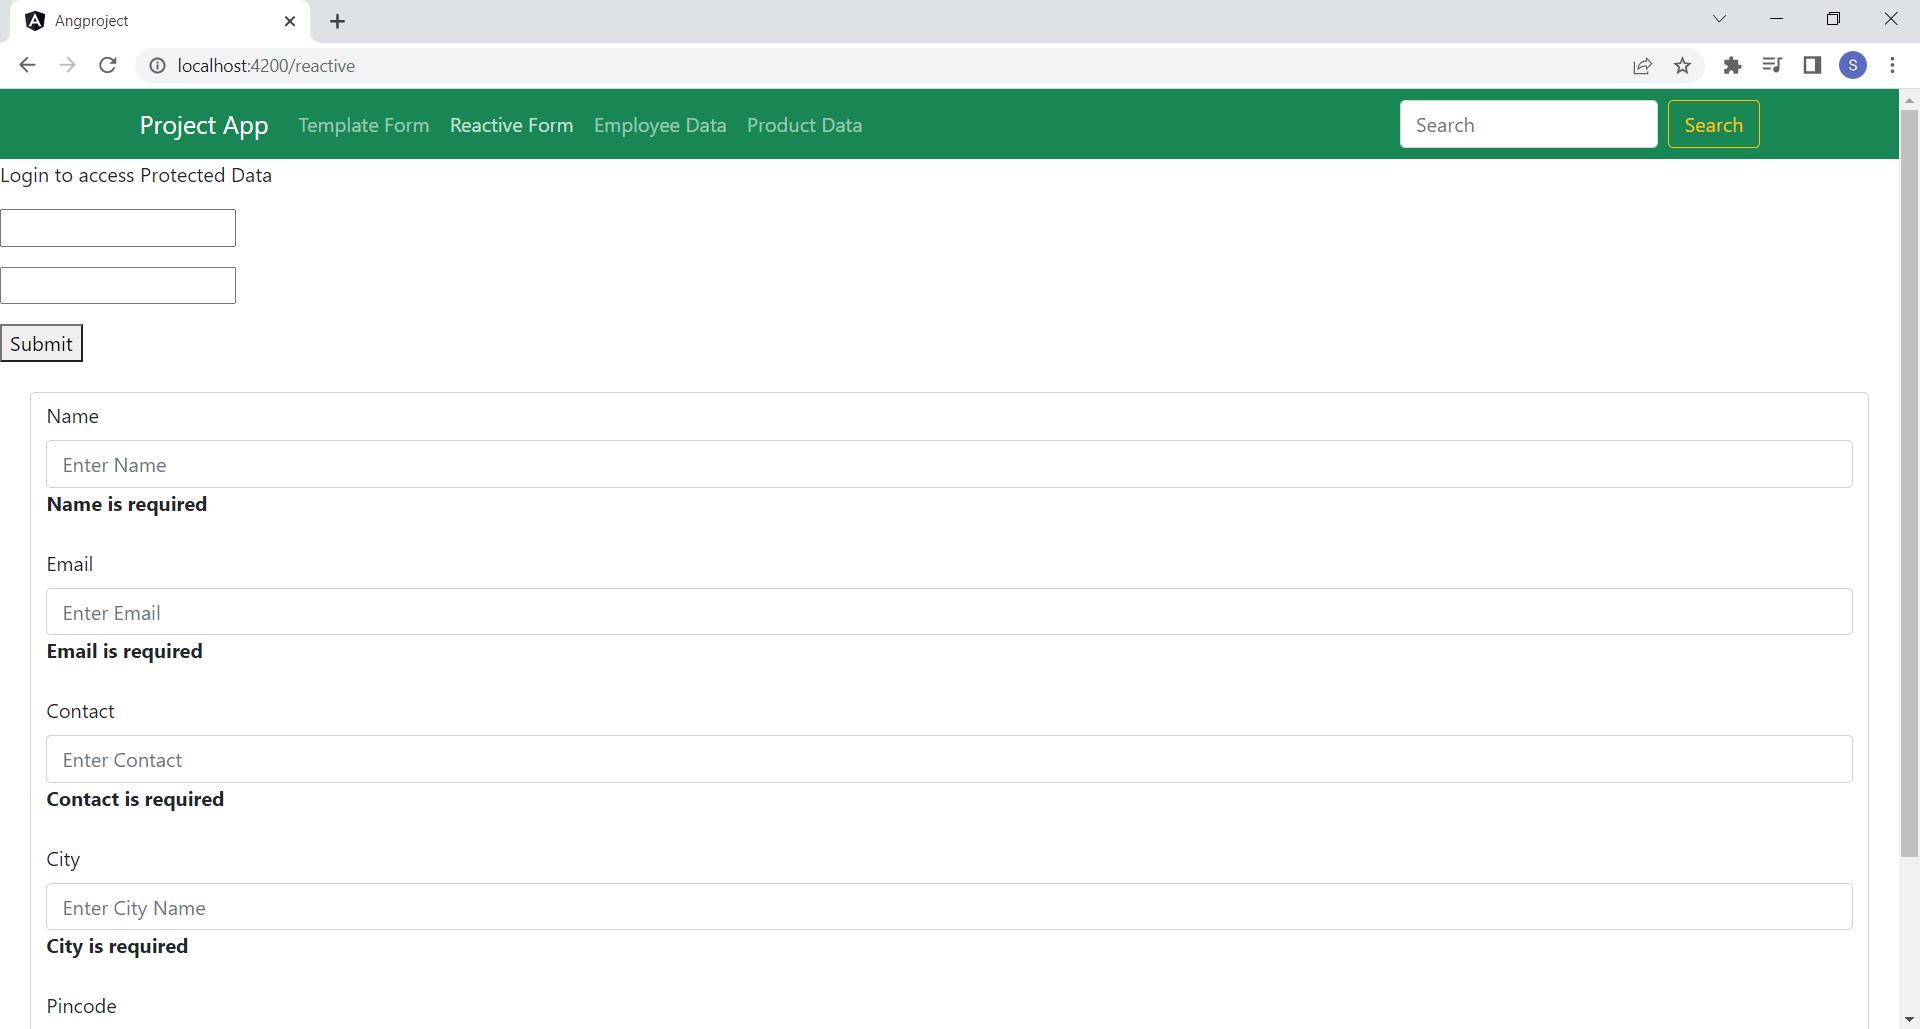 Angproject
localhost:4200/reactive
S
Project App Template Form Reactive Form Employee Data Product Data Search Search
Login to access Protected Data
Submit
Name
Enter Name
Name is required
Email
Enter Email
Email is required
Contact
Enter Contact
Contact is required
City
Enter City Name
City is required
Pincode